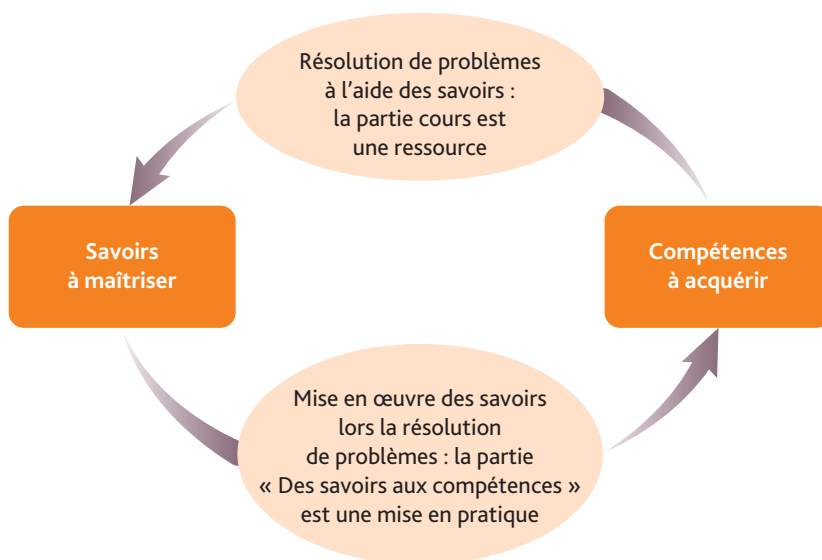 Résolution de problèmes
à l'aide des savoirs :
la partie cours est
une ressource
Savoirs
à maîtriser
Compétences
à acquérir
Mise en œuvre des savoirs
lors la résolution
de problèmes : la partie
« Des savoirs aux compétences »
est une mise en pratique